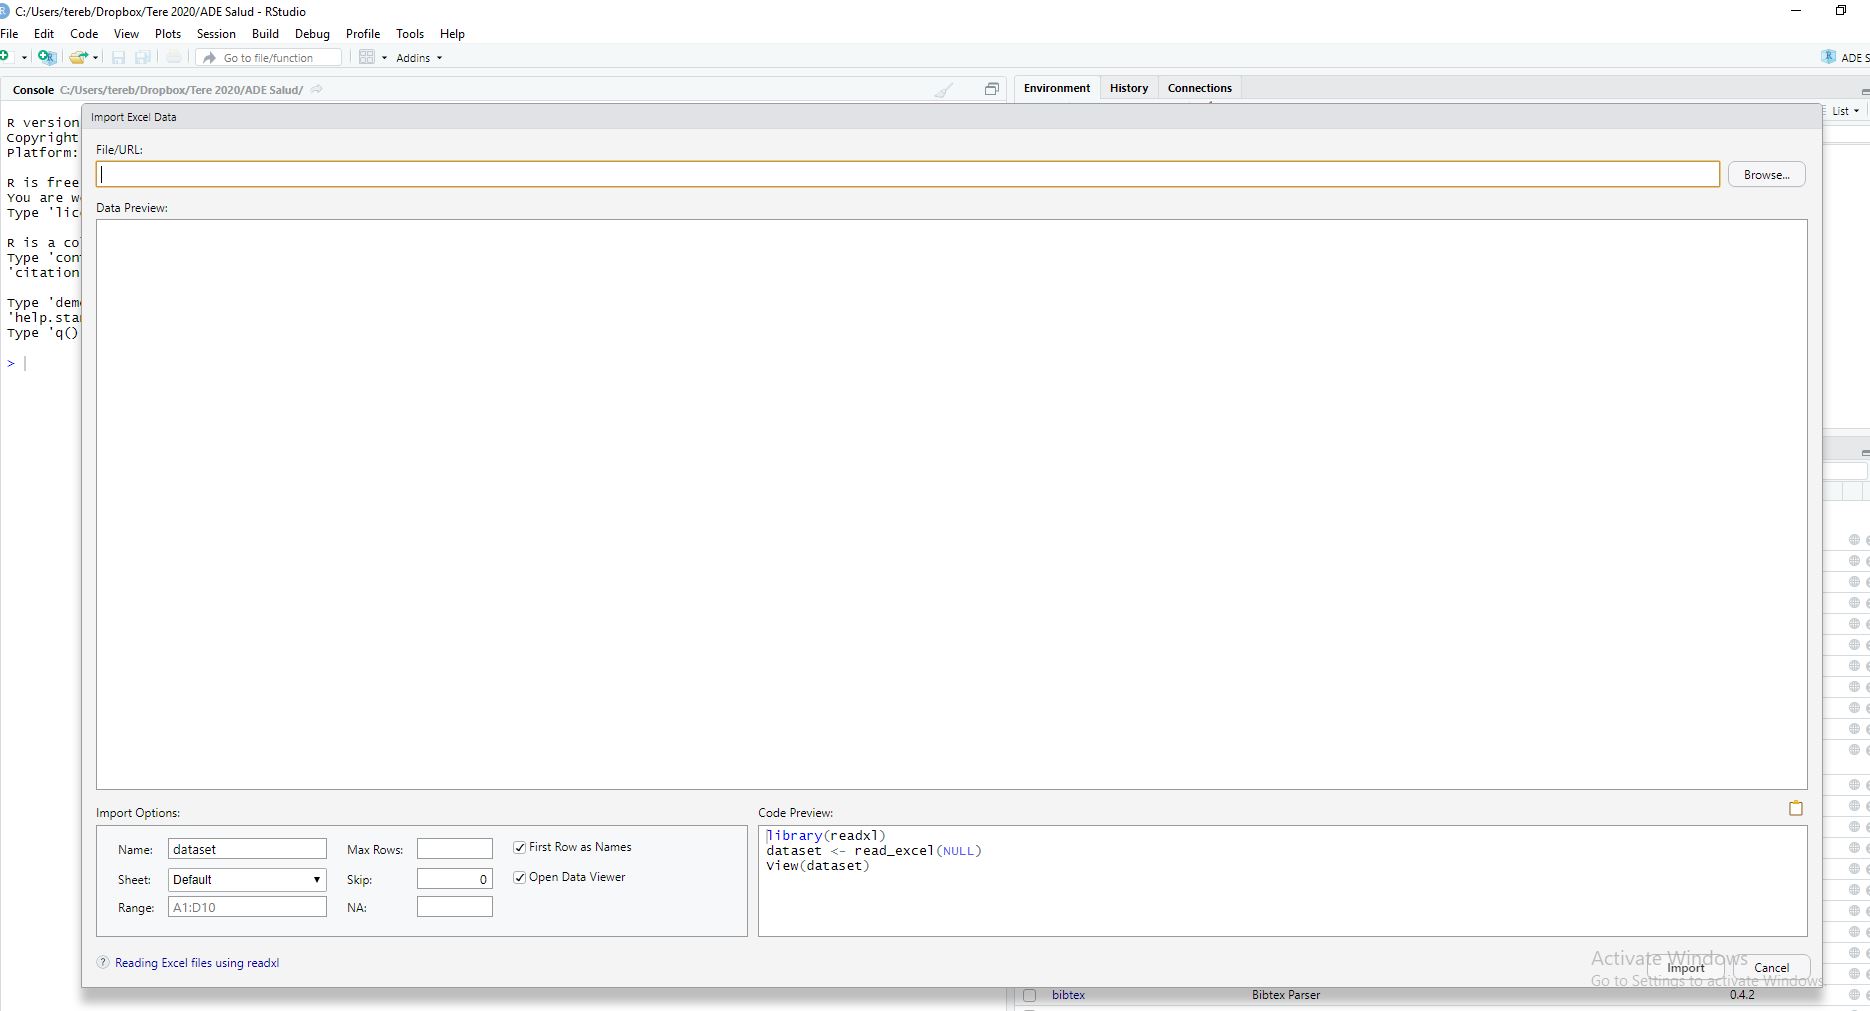 C:/Users/tereb/Dropbox/Tere 2020/ADE Salud - RStudio
File Edit Code View Plots Session Build Debug Profile Tools Help
Go to file/function Addins ADE S
Console C:/Users/tereb/Dropbox/Tere 2020/ADE Salud/
Environment History Connections
List
R version
Copyright
Platform:
R is free
You are w
Type 'lic
R is a co
Type 'con
'citation
Type 'dem
'help.sta
Type 'q()
>
Import Excel Data
File/URL:
Browse...
Data Preview:
Import Options:
Name: dataset Max Rows: First Row as Names
Sheet: Default Skip: 0 Open Data Viewer
Range: A1:D10 NA:
Code Preview:
library(readxl)
dataset <- read_excel(NULL)
View(dataset)
? Reading Excel files using readxl
Import Cancel
Activate Windows
Go to Settings to activate Windows.
bibtex Bibtex Parser 0.4.2